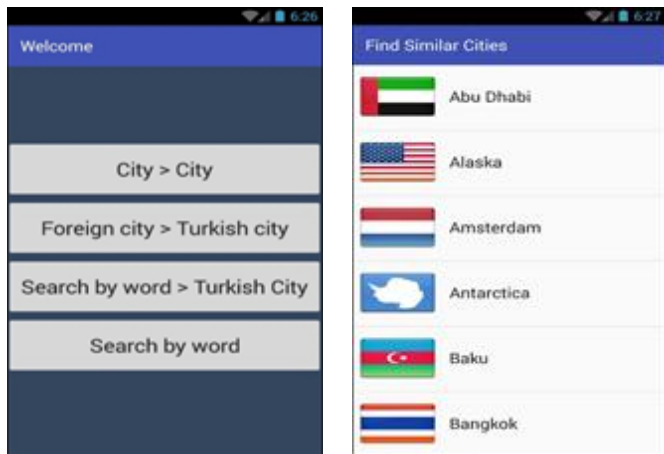 6:26
Welcome
City > City
Foreign city > Turkish city
Search by word > Turkish City
Search by word
6:27
Find Similar Cities
Abu Dhabi
Alaska
Amsterdam
Antarctica
Baku
Bangkok